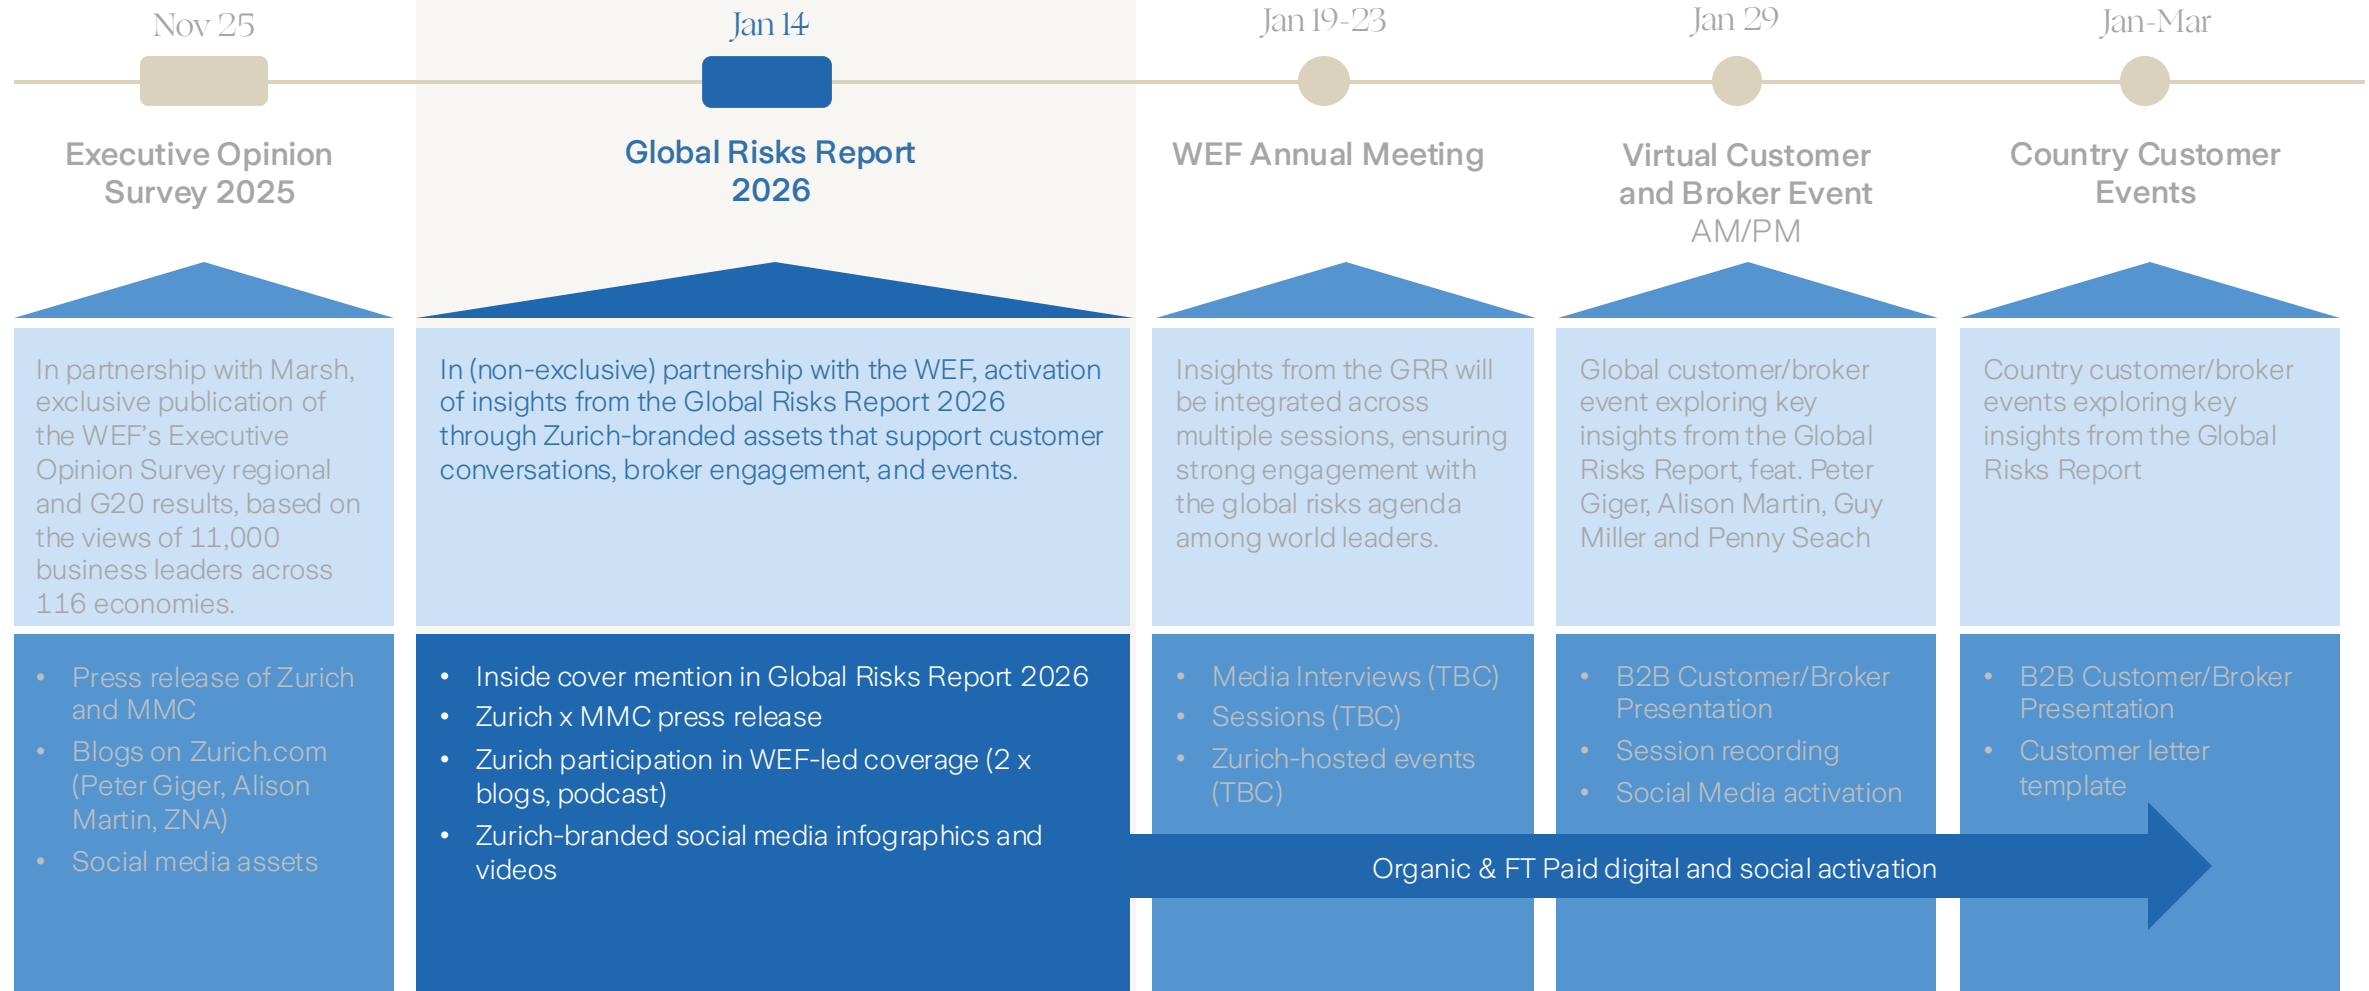 Nov 25
Executive Opinion
Survey 2025
In partnership with Marsh,
exclusive publication of
the WEF's Executive
Opinion Survey regional
and G20 results, based on
the views of 11,000
business leaders across
116 economies.
• Press release of Zurich
and MMC
• Blogs on Zurich.com
(Peter Giger, Alison
Martin, ZNA)
• Social media assets
Jan 14
Global Risks Report
2026
In (non-exclusive) partnership with the WEF, activation
of insights from the Global Risks Report 2026
through Zurich-branded assets that support customer
conversations, broker engagement, and events.
• Inside cover mention in Global Risks Report 2026
• Zurich x MMC press release
• Zurich participation in WEF-led coverage (2 x
blogs, podcast)
• Zurich-branded social media infographics and
videos
Jan 19-23
WEF Annual Meeting
Insights from the GRR will
be integrated across
multiple sessions, ensuring
strong engagement with
the global risks agenda
among world leaders.
• Media Interviews (TBC)
• Sessions (TBC)
• Zurich-hosted events
(TBC)
Jan 29
Virtual Customer
and Broker Event
AM/PM
Global customer/broker
event exploring key
insights from the Global
Risks Report, feat. Peter
Giger, Alison Martin, Guy
Miller and Penny Seach
• B2B Customer/Broker
Presentation
• Session recording
• Social Media activation
Jan-Mar
Country Customer
Events
Country customer/broker
events exploring key
insights from the Global
Risks Report
• B2B Customer/Broker
Presentation
• Customer letter
template
Organic & FT Paid digital and social activation